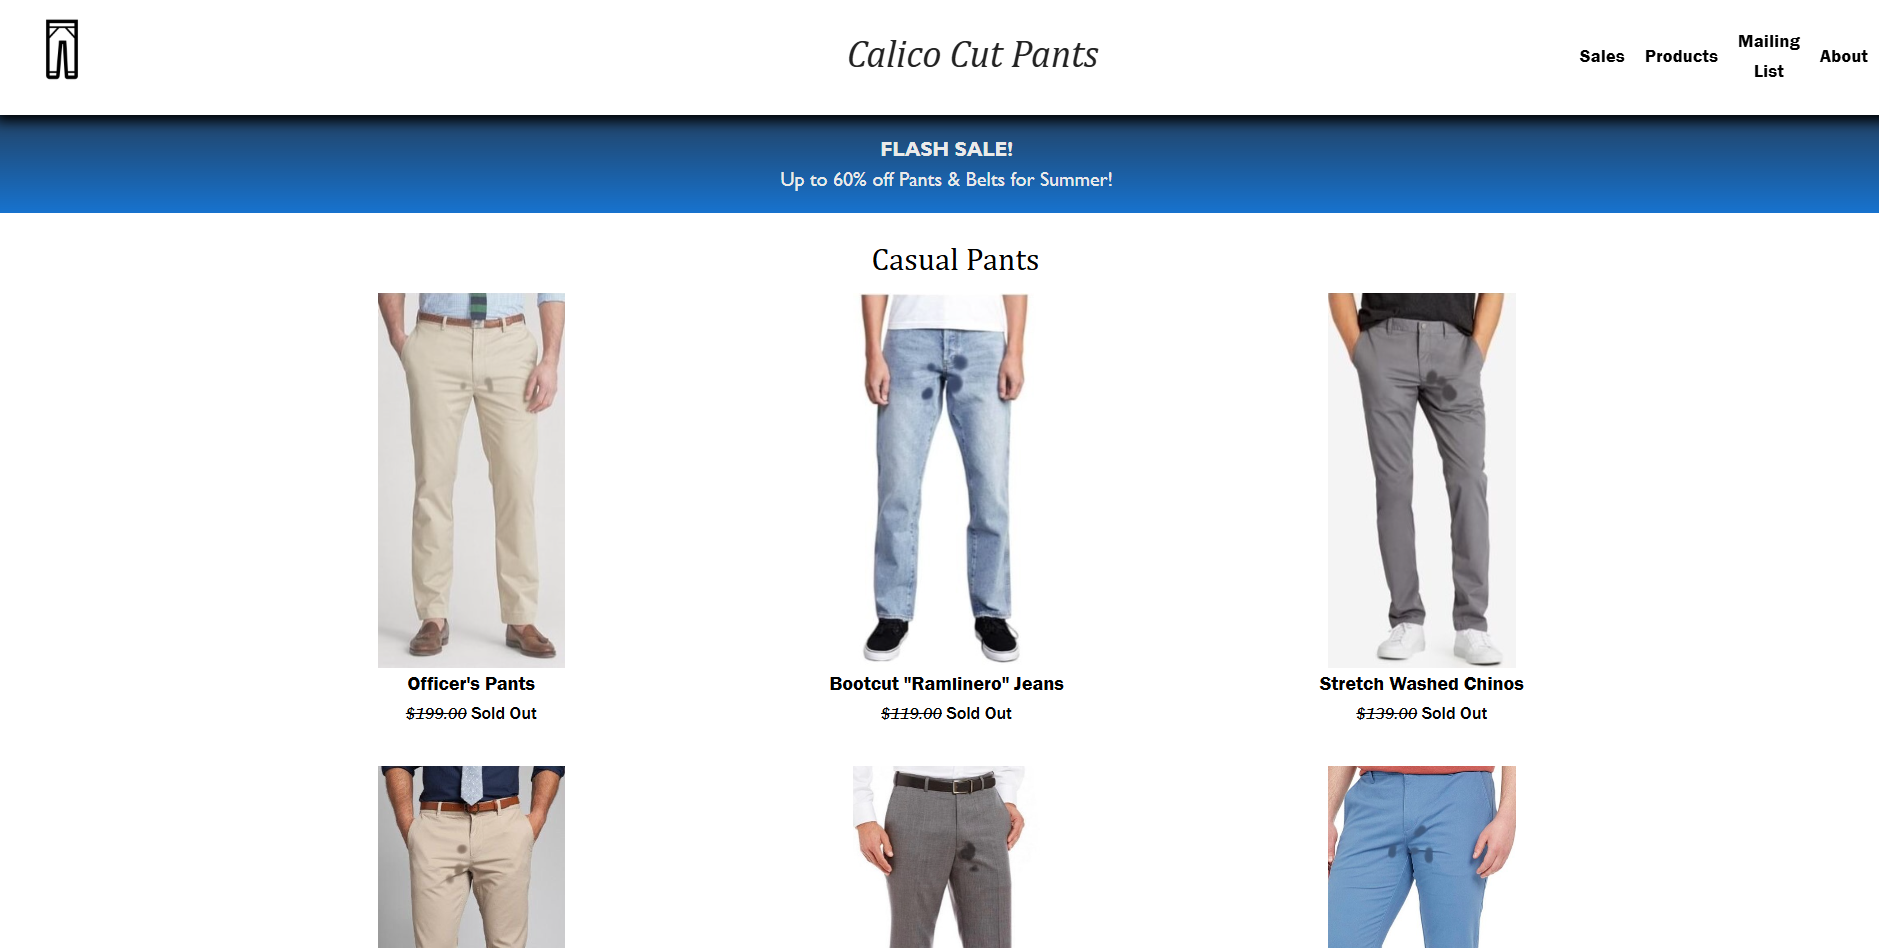 Calico Cut Pants
Sales
Products
Mailing
List
About
FLASH SALE!
Up to 60% off Pants & Belts for Summer!
Casual Pants
Officer's Pants
$199.00 Sold Out
Bootcut "Ramlinero" Jeans
$119.00 Sold Out
Stretch Washed Chinos
$139.00 Sold Out